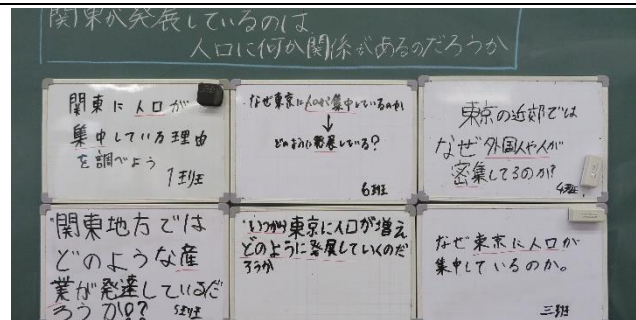 関東が発展しているのは
人口に何か関係があるのだろうか
関東に人口が
集中している理由
を調べよう
1班
なぜ東京に人口が集中しているのか
↓
どのように発展している?
6班
東京の近郊では
なぜ外国人や人が
密集してるのか?
4班
関東地方では
どのような産
業が発達しているだ
ろうか??
5班
いつから東京に人口が増え
どのように発展していくのだ
ろうか
なぜ東京に人口が
集中しているのか。
三班